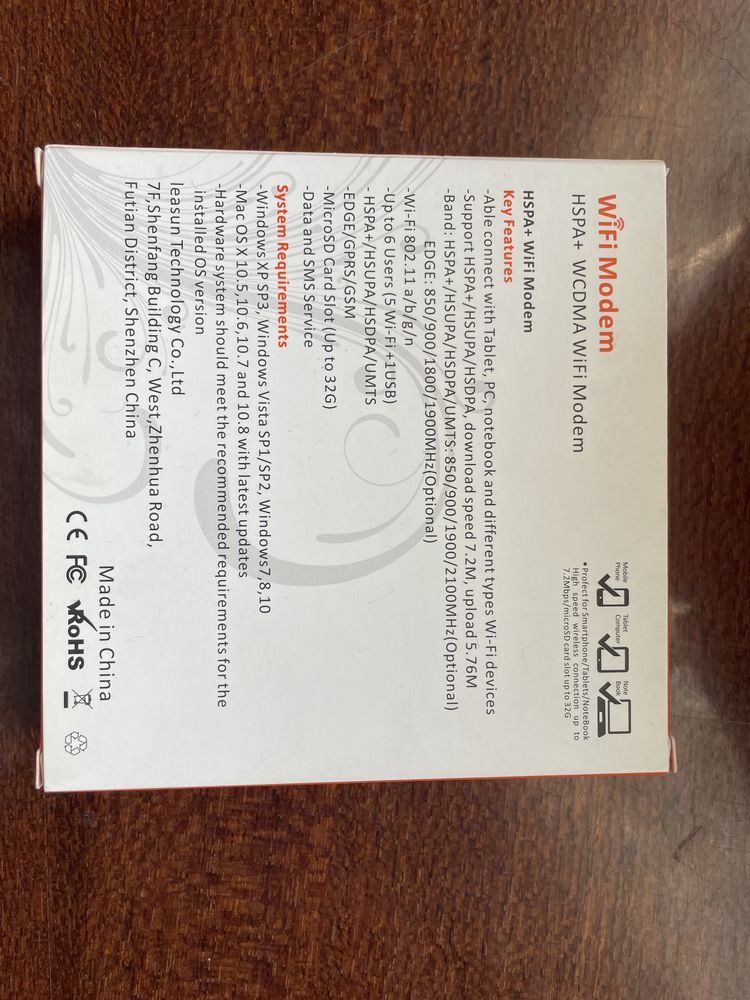 WiFi Modem
HSPA+ WCDMA WiFi Modem
Mobile Phone
Tablet Computer
Note Book
•Profect for Smartphone/Tablets/NoteBook
High speed wireless connection up to
7.2Mbps/microSD card slot up to 32G
HSPA+ WiFi Modem
Key Features
-Able connect with Tablet, PC, notebook and different types Wi-Fi devices
-Support HSPA+/HSUPA/HSDPA, download speed 7.2M, upload 5.76M
-Band: HSPA+/HSUPA/HSDPA/UMTS: 850/900/1900/2100MHz(Optional)
EDGE: 850/900/1800/1900MHz(Optional)
-Wi-Fi 802.11 a/b/g/n
-Up to 6 Users (5 Wi-Fi +1USB)
- HSPA+/HSUPA/HSDPA/UMTS
-EDGE/GPRS/GSM
-MicroSD Card Slot (Up to 32G)
-Data and SMS Service
System Requirements
-Windows XP SP3, Windows Vista SP1/SP2, Windows7,8,10
-Mac OS X 10.5,10.6,10.7 and 10.8 with latest updates
-Hardware system should meet the recommended requirements for the
installed OS version
leasun Technology Co.,Ltd
7F,Shenfang Building C, West,Zhenhua Road,
Futian District, Shenzhen China
Made in China
CE FC RoHS